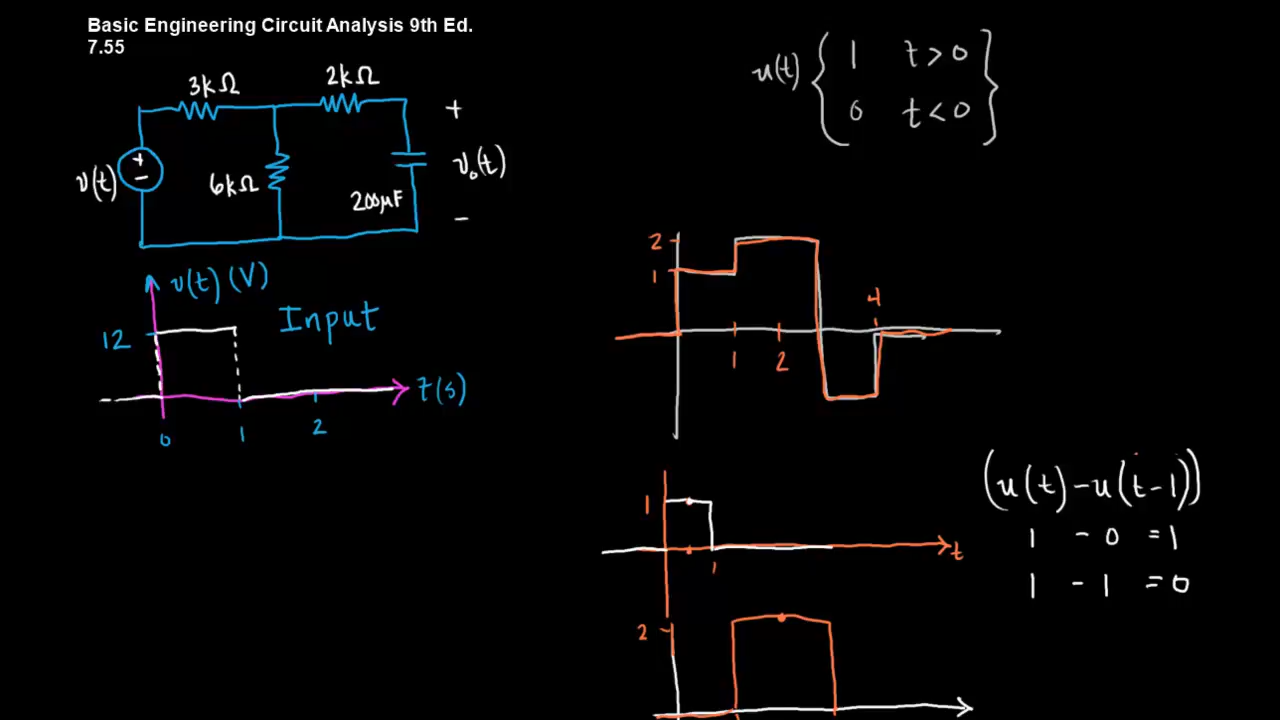 Basic Engineering Circuit Analysis 9th Ed.
7.55
3kΩ
2kΩ
+
+
−
v(t)
6kΩ
200μF
v₀(t)
−
v(t) (V)
Input
12
t(s)
0
1
2
u(t) { 1 t > 0
0 t < 0 }
2
1
4
1
2
1
t
1
2
(u(t) - u(t-1))
1 - 0 = 1
1 - 1 = 0